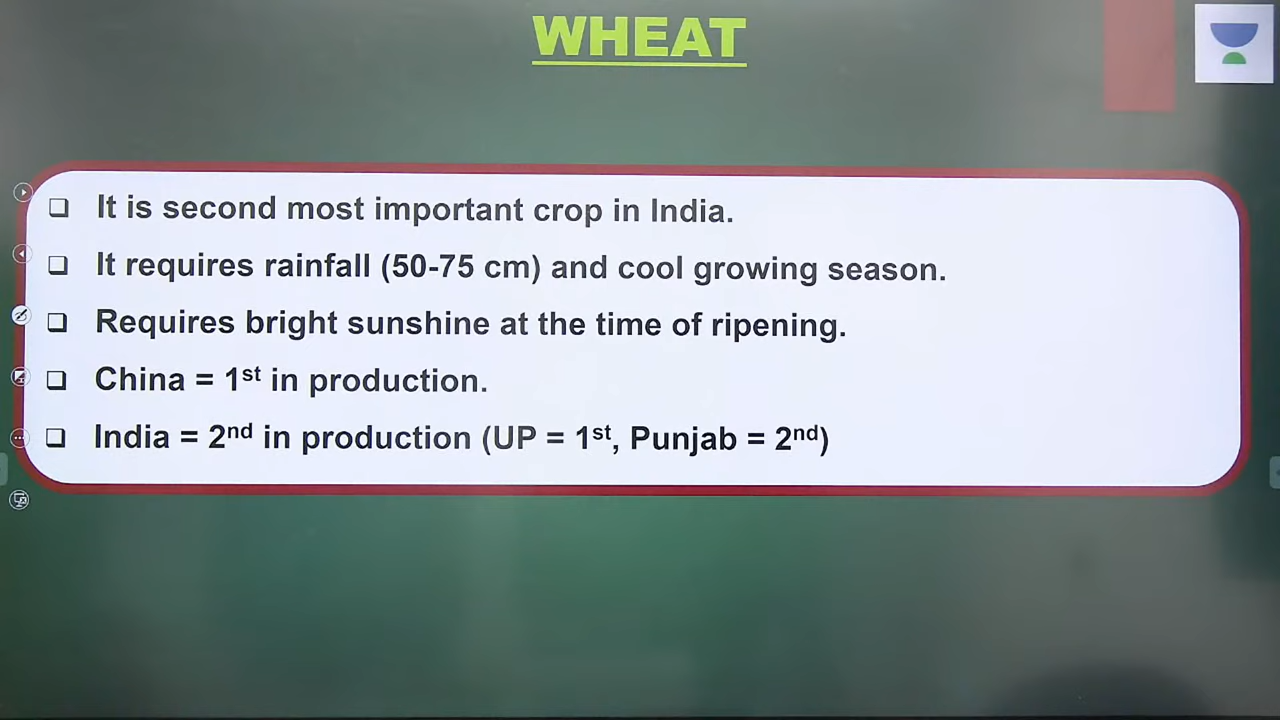 WHEAT
It is second most important crop in India.
It requires rainfall (50-75 cm) and cool growing season.
Requires bright sunshine at the time of ripening.
China = 1st in production.
India = 2nd in production (UP = 1st, Punjab = 2nd)